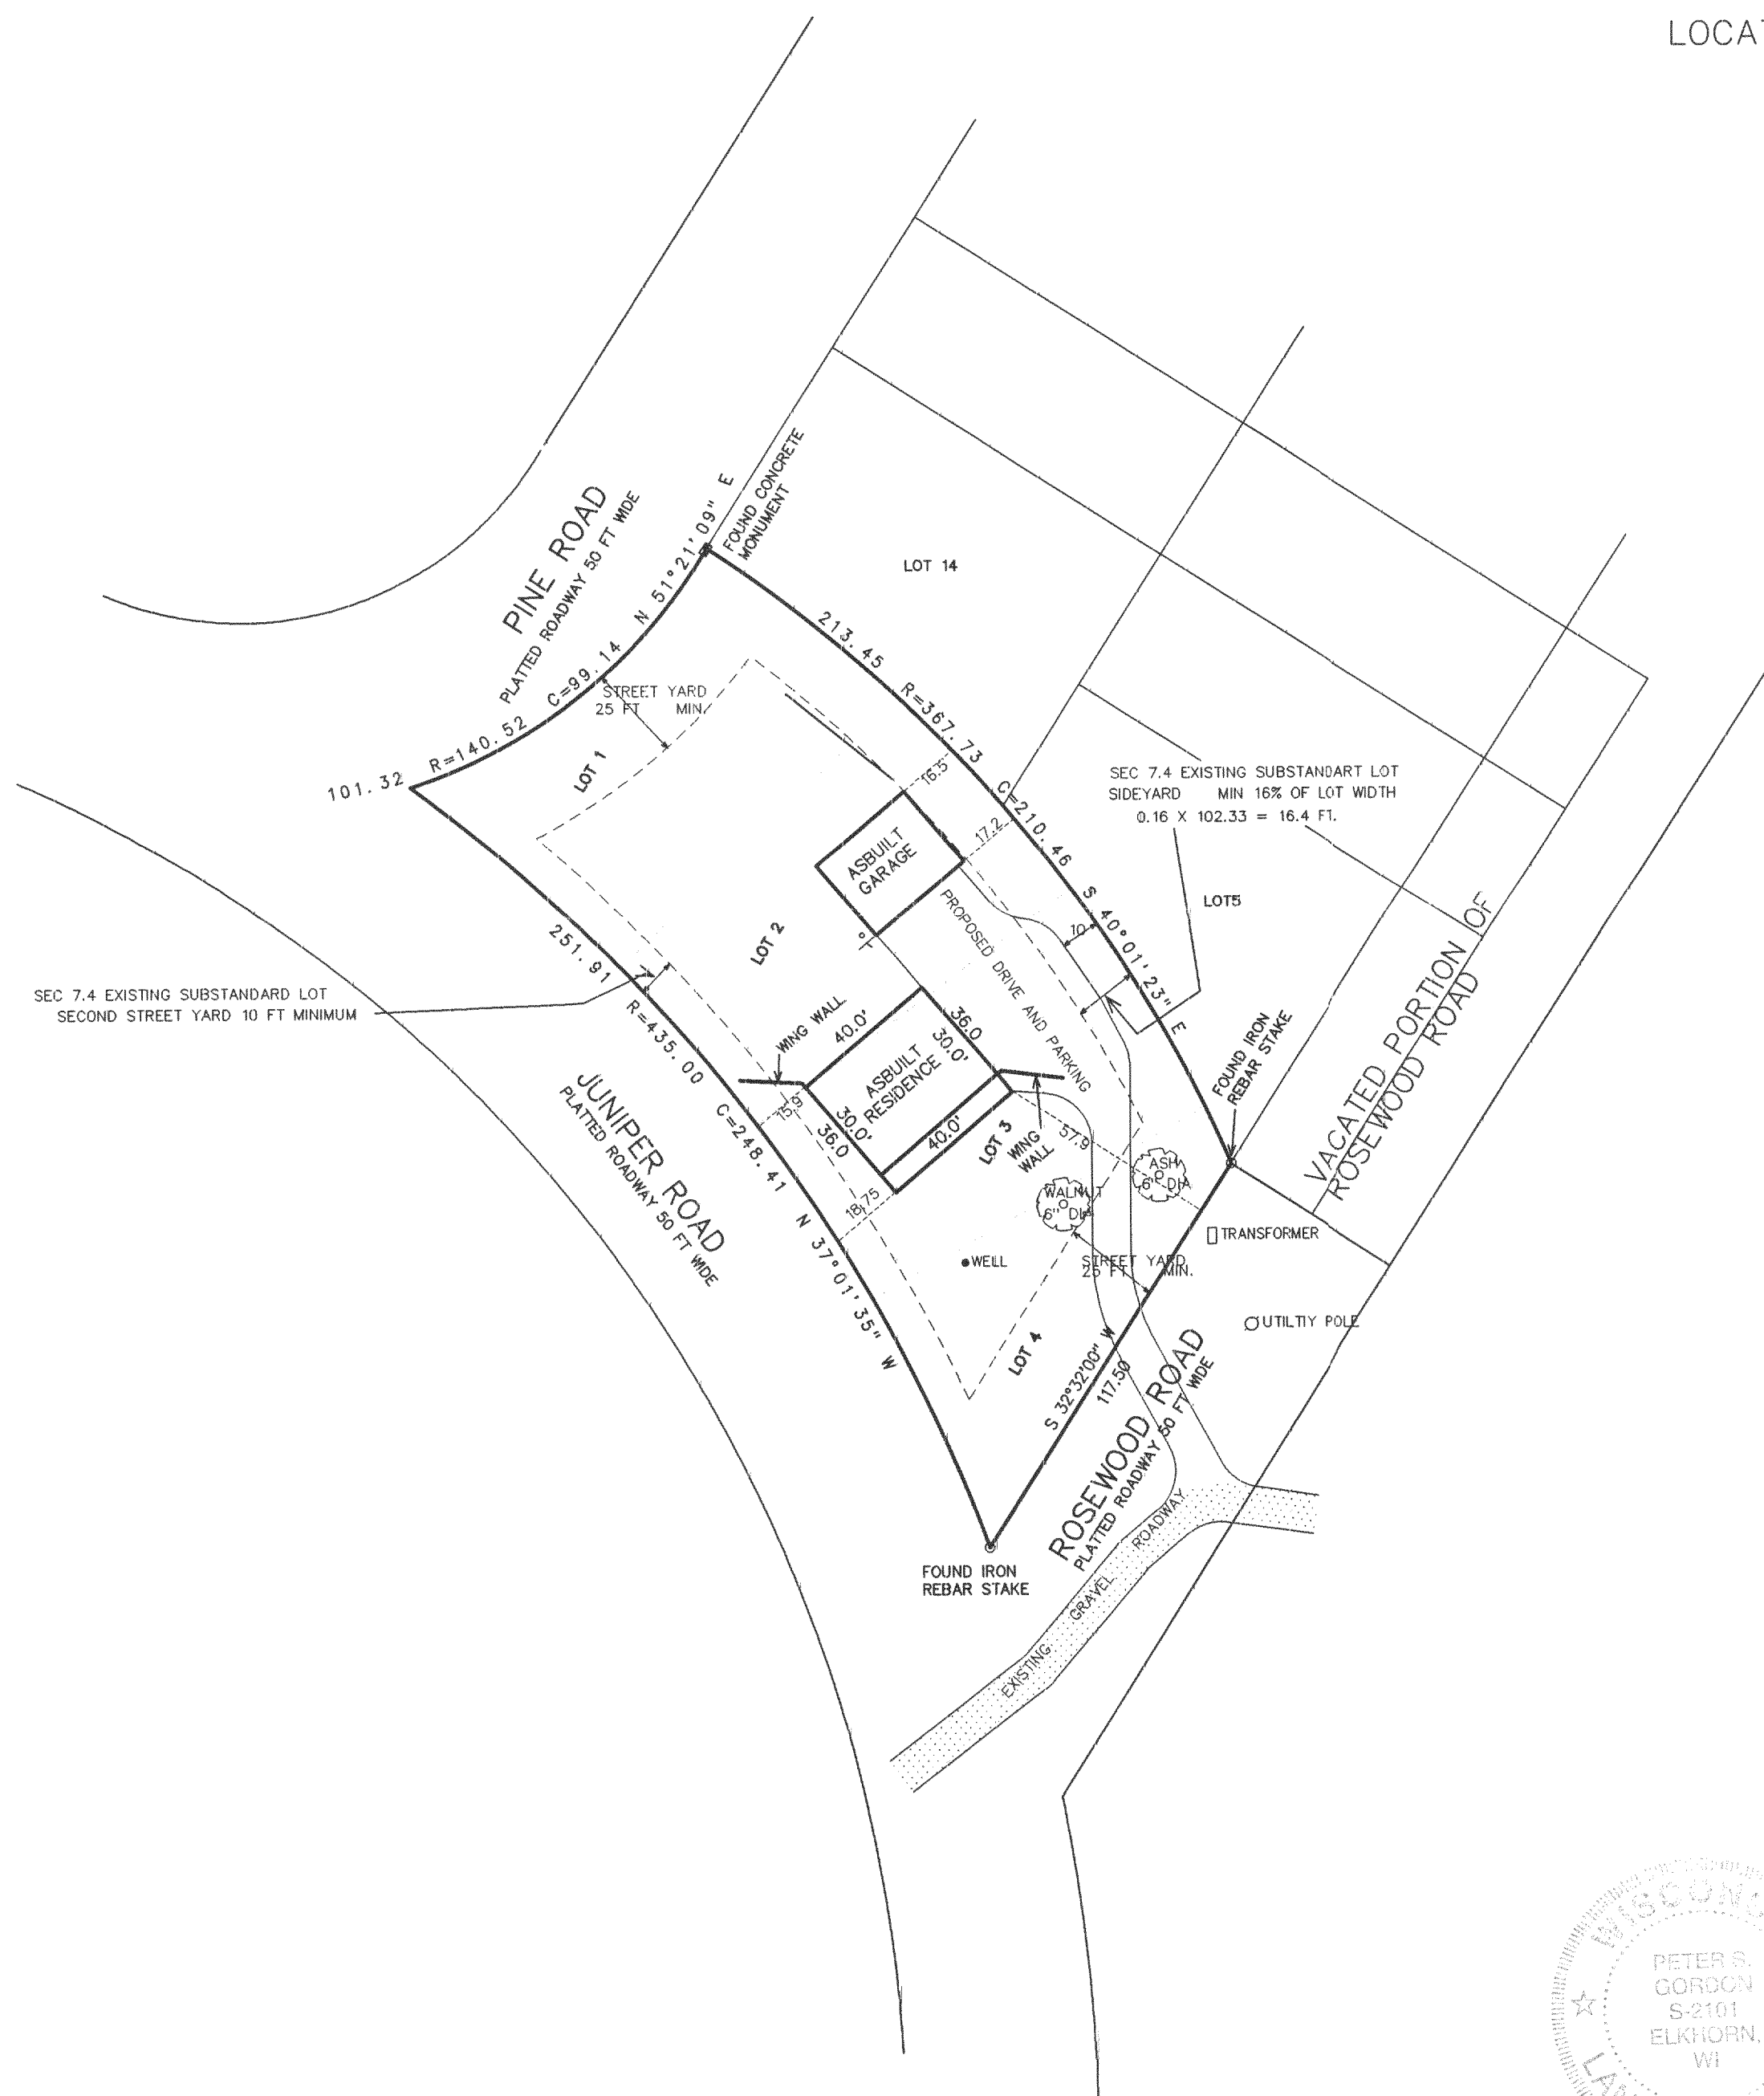 LOCAT
PINE ROAD
PLATTED ROADWAY 50 FT WIDE
FOUND CONCRETE
MONUMENT
LOT 14
101.32 R=140.52 C=99.14 N 51°21'09" E
STREET YARD
25 FT MIN.
213.45 R=367.73 C=210.46 S 40°01'23" E
LOT 1
16.5
SEC 7.4 EXISTING SUBSTANDART LOT
SIDEYARD MIN 16% OF LOT WIDTH
0.16 X 102.33 = 16.4 FT.
ASBUILT
GARAGE
17.2
LOT5
LOT 2
PROPOSED DRIVE AND PARKING
10
VACATED PORTION OF
ROSEWOOD ROAD
SEC 7.4 EXISTING SUBSTANDARD LOT
SECOND STREET YARD 10 FT MINIMUM
251.91 R=435.00 C=248.41 N 37°01'35" W
WING WALL
40.0'
36.0
30.0'
ASBUILT
RESIDENCE
FOUND IRON
REBAR STAKE
JUNIPER ROAD
PLATTED ROADWAY 50 FT WIDE
15.9
30.0'
36.0
40.0'
LOT 3
WING
WALL
57.9
ASH
6" DIA
WALNUT
6" DIA
18.75
TRANSFORMER
WELL
STREET YARD
25 FT MIN.
UTILTIY POLE
LOT 4
S 32°32'00" W
117.50
ROSEWOOD ROAD
PLATTED ROADWAY 50 FT WIDE
FOUND IRON
REBAR STAKE
EXISTING GRAVEL ROADWAY
WISCON
PETER S.
GORDON
S-2101
ELKHORN,
WI
LAN